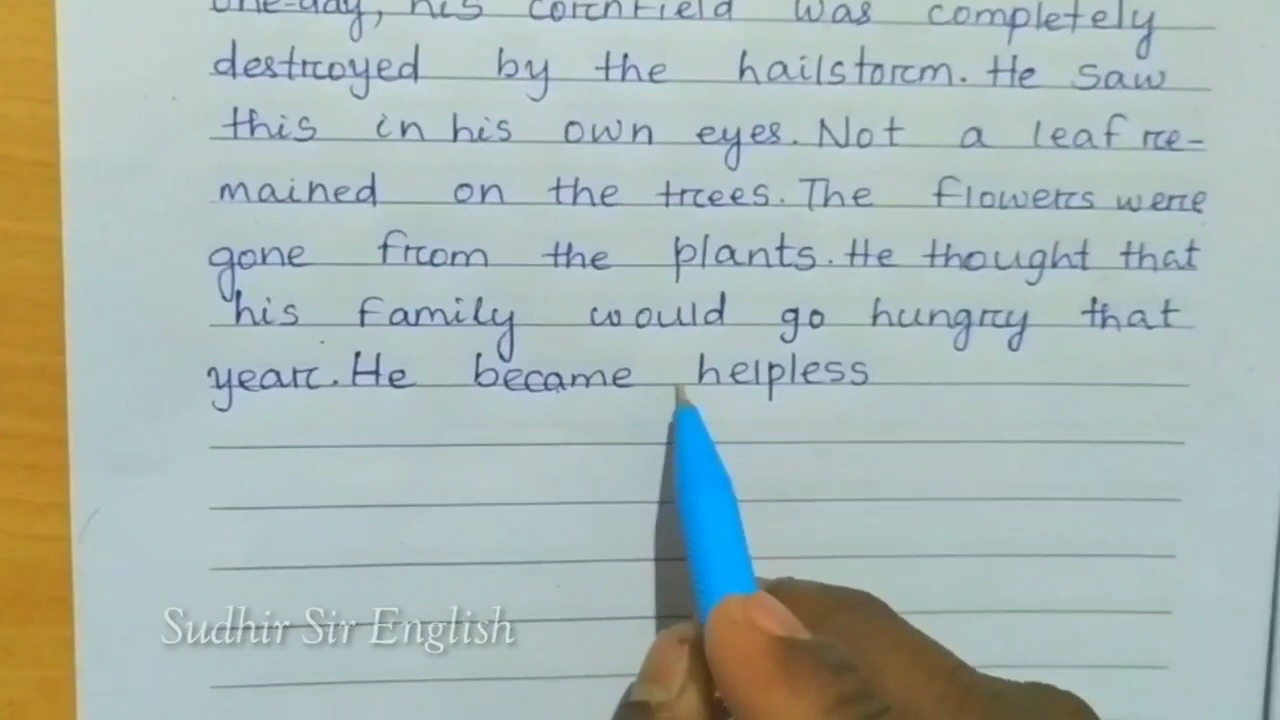 one-day, his cornfield was completely
destroyed by the hailstorm. He saw
this in his own eyes. Not a leaf re-
mained on the trees. The flowers were
gone from the plants. He thought that
his family would go hungry that
year. He became helpless
Sudhir Sir English